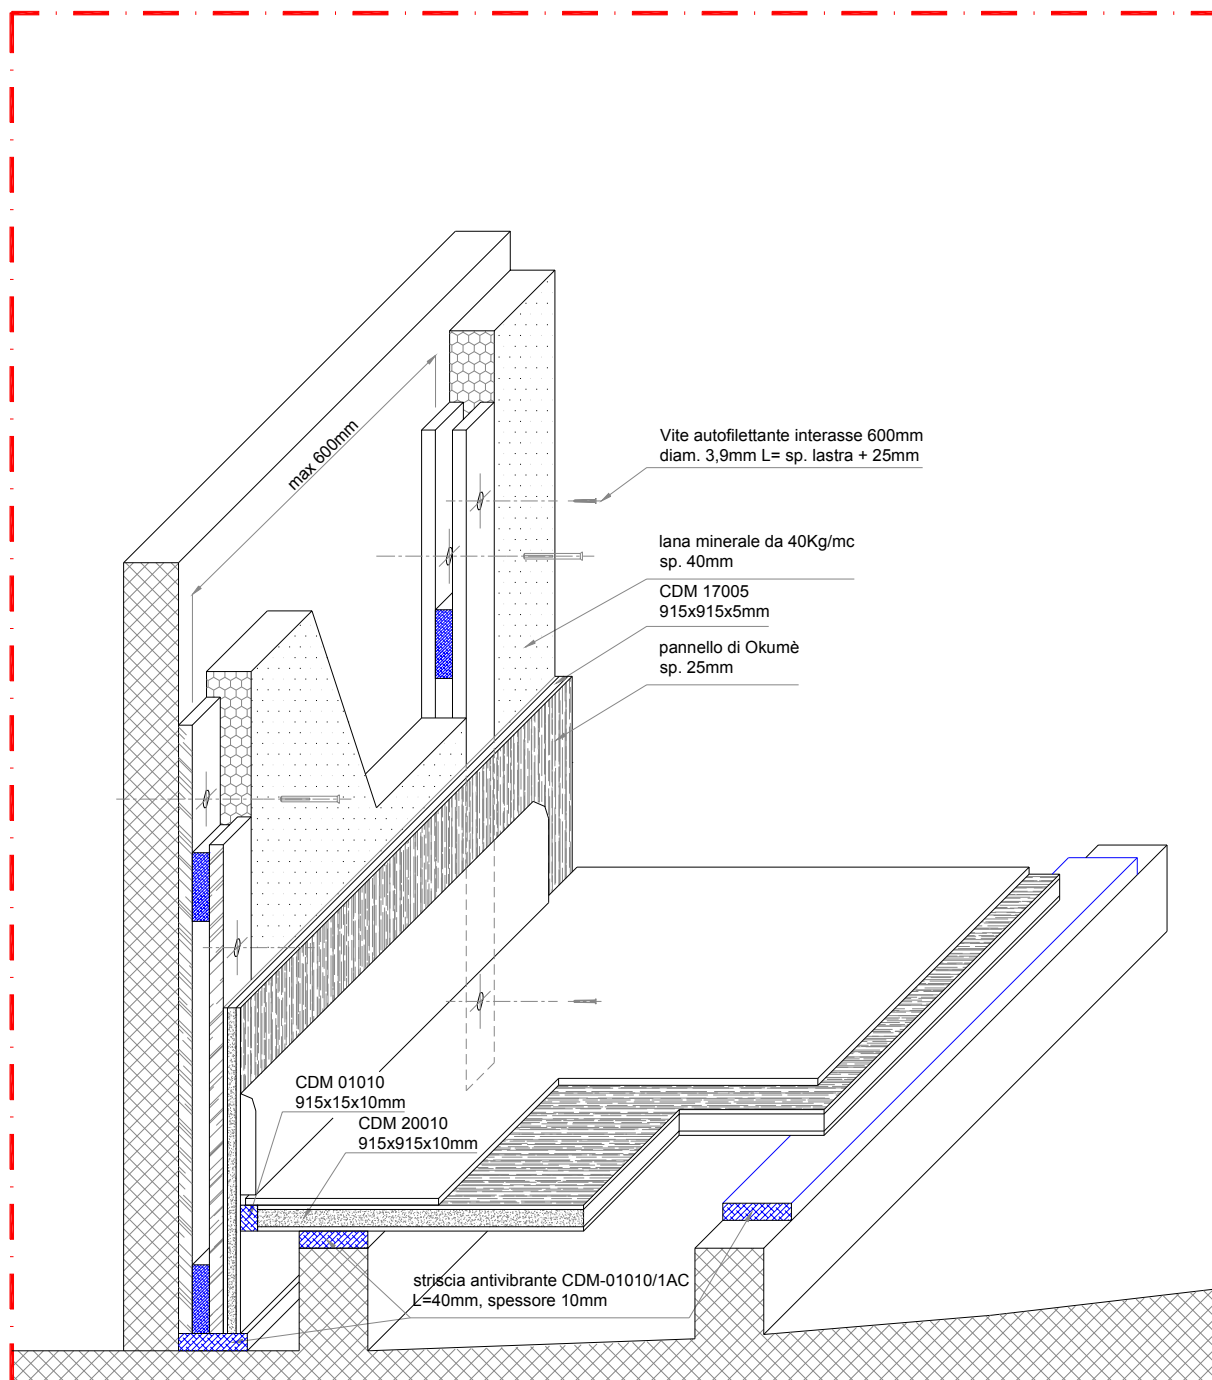 max 600mm
Vite autofilettante interasse 600mm
diam. 3,9mm L= sp. lastra + 25mm
lana minerale da 40Kg/mc
sp. 40mm
CDM 17005
915x915x5mm
pannello di Okumè
sp. 25mm
CDM 01010
915x15x10mm
CDM 20010
915x915x10mm
striscia antivibrante CDM-01010/1AC
L=40mm, spessore 10mm